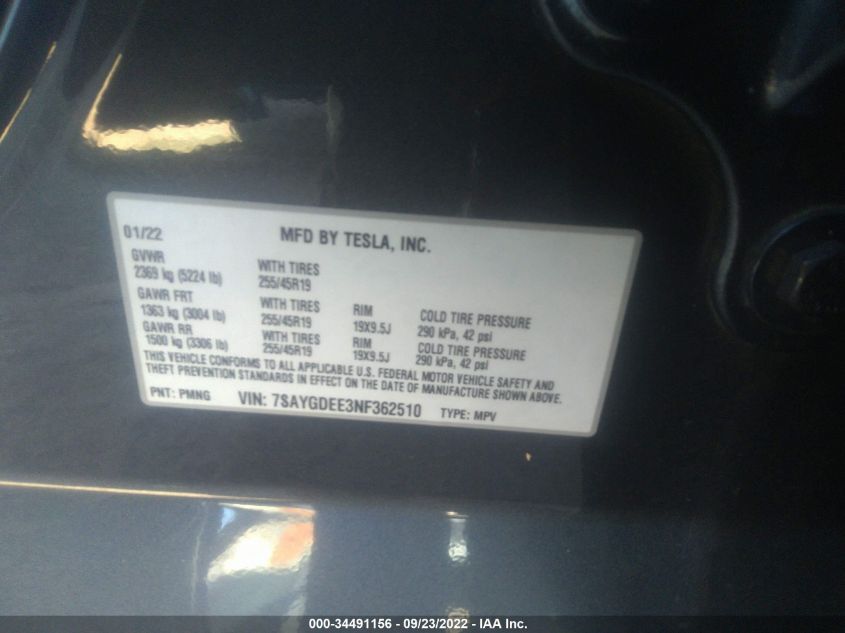 01/22 MFD BY TESLA, INC.
GVWR
2369 kg (5224 lb) WITH TIRES
255/45R19
GAWR FRT
1363 kg (3004 lb) WITH TIRES
255/45R19 RIM
19X9.5J COLD TIRE PRESSURE
290 kPa, 42 psi
GAWR RR
1500 kg (3306 lb) WITH TIRES
255/45R19 RIM
19X9.5J COLD TIRE PRESSURE
290 kPa, 42 psi
THIS VEHICLE CONFORMS TO ALL APPLICABLE U.S. FEDERAL MOTOR VEHICLE SAFETY AND
THEFT PREVENTION STANDARDS IN EFFECT ON THE DATE OF MANUFACTURE SHOWN ABOVE.
PNT: PMNG VIN: 7SAYGDEE3NF362510 TYPE: MPV
000-34491156 - 09/23/2022 - IAA Inc.